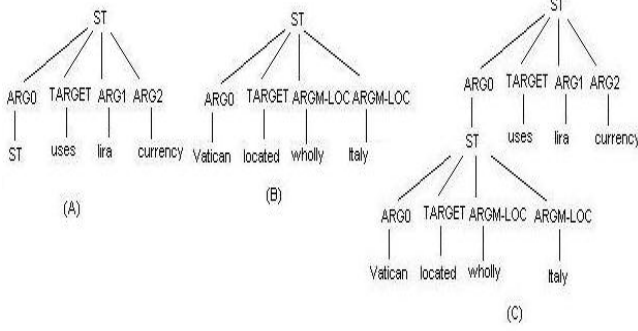 ST
ARG0 TARGET ARG1 ARG2
ST uses lira currency
(A)
ST
ARG0 TARGET ARGM-LOC ARGM-LOC
Vatican located wholly Italy
(B)
ST
ARG0 TARGET ARG1 ARG2
ST uses lira currency
ARG0 TARGET ARGM-LOC ARGM-LOC
Vatican located wholly Italy
(C)